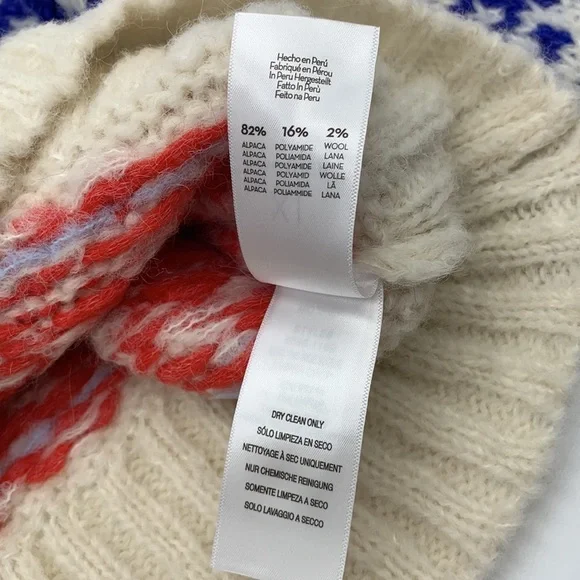 Hecho en Perú
Fabriqué en Pérou
In Peru Hergestellt
Fatto In Perù
Feito na Peru
82% 16% 2%
ALPACA POLYAMIDE WOOL
ALPACA POLIAMIDA LANA
ALPACA POLYAMIDE LAINE
ALPACA POLYAMID WOLLE
ALPACA POLIAMIDA LÃ
ALPACA POLIAMMIDE LANA
DRY CLEAN ONLY
SÓLO LIMPIEZA EN SECO
NETTOYAGE À SEC UNIQUEMENT
NUR CHEMISCHE REINIGUNG
SOMENTE LIMPEZA A SECO
SOLO LAVAGGIO A SECCO